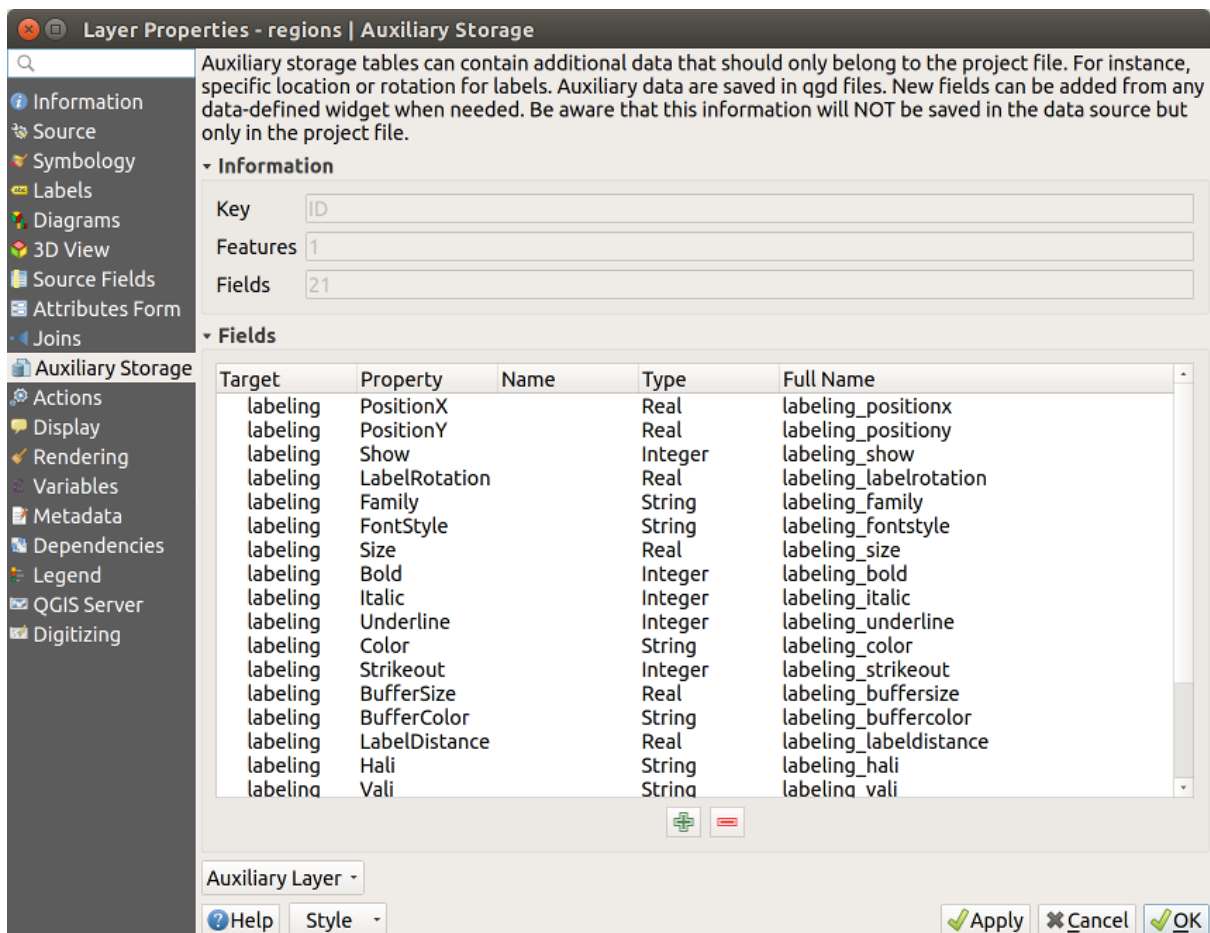 Layer Properties - regions | Auxiliary Storage
Information
Source
Symbology
Labels
Diagrams
3D View
Source Fields
Attributes Form
Joins
Auxiliary Storage
Actions
Display
Rendering
Variables
Metadata
Dependencies
Legend
QGIS Server
Digitizing
Auxiliary storage tables can contain additional data that should only belong to the project file. For instance,
specific location or rotation for labels. Auxiliary data are saved in qgd files. New fields can be added from any
data-defined widget when needed. Be aware that this information will NOT be saved in the data source but
only in the project file.
Information
Key ID
Features 1
Fields 21
Fields
Target Property Name Type Full Name
labeling PositionX Real labeling_positionx
labeling PositionY Real labeling_positiony
labeling Show Integer labeling_show
labeling LabelRotation Real labeling_labelrotation
labeling Family String labeling_family
labeling FontStyle String labeling_fontstyle
labeling Size Real labeling_size
labeling Bold Integer labeling_bold
labeling Italic Integer labeling_italic
labeling Underline Integer labeling_underline
labeling Color String labeling_color
labeling Strikeout Integer labeling_strikeout
labeling BufferSize Real labeling_buffersize
labeling BufferColor String labeling_buffercolor
labeling LabelDistance Real labeling_labeldistance
labeling Hali String labeling_hali
labeling Vali String labeling_vali
Auxiliary Layer
Help Style Apply Cancel OK